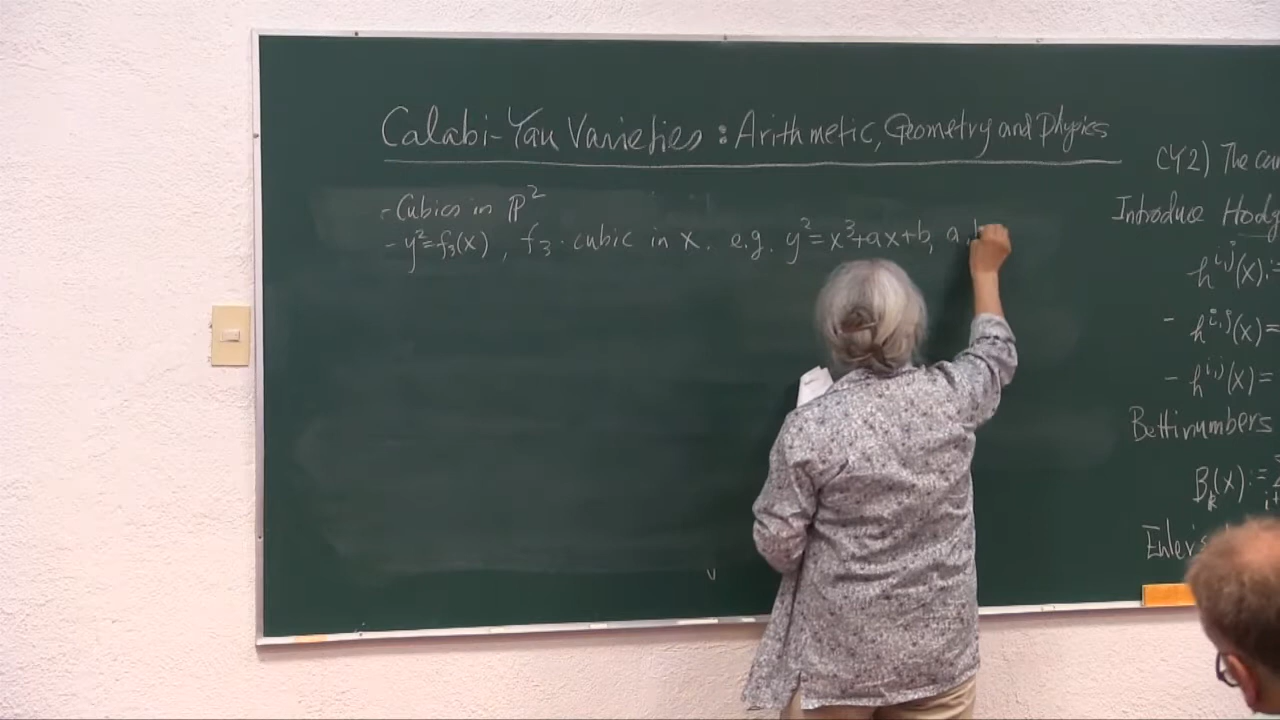 Calabi-Yau Varieties: Arithmetic, Geometry and Physics
- Cubics in ℙ²
- y²=f₃(x), f₃. cubic in x. e.g. y²=x³+ax+b, a, b
CY2) The
Introduce
h^{i,j}(X):=
- h^{i,j}(X)=
- h^{i,j}(X)=
Betti numbers
B_k(X):=
Euler